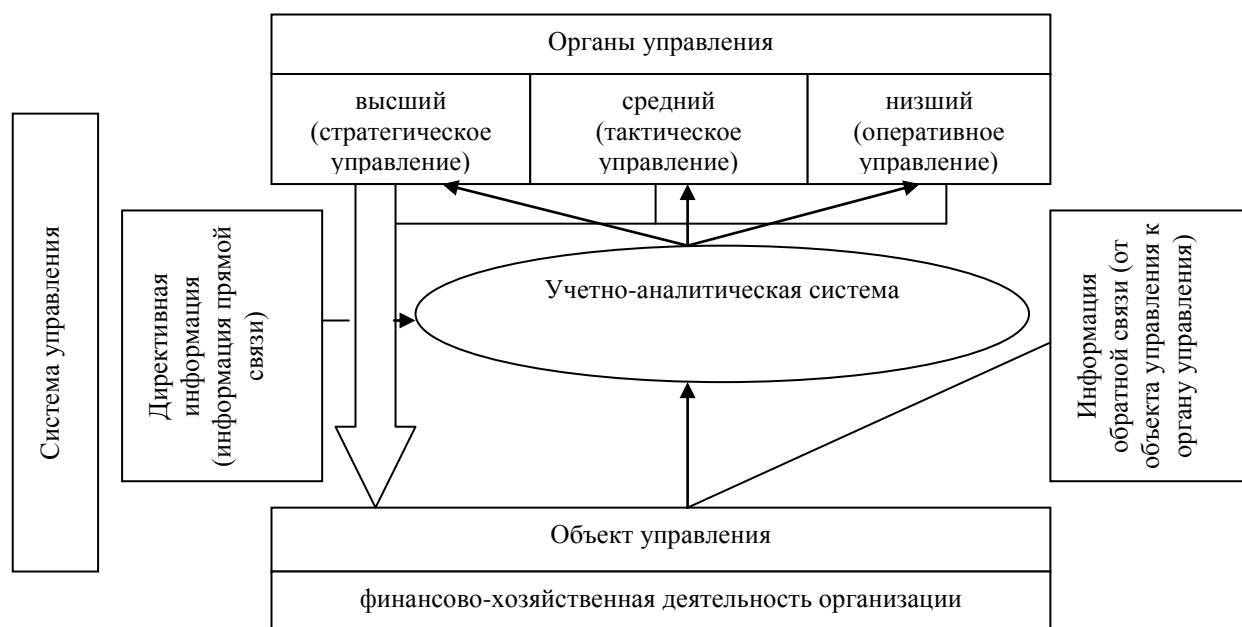 Органы управления
высший
(стратегическое
управление)
средний
(тактическое
управление)
низший
(оперативное
управление)
Система управления
Директивная
информация
(информация прямой
связи)
Учетно-аналитическая система
Информация
обратной связи (от
объекта управления к
органу управления)
Объект управления
финансово-хозяйственная деятельность организации